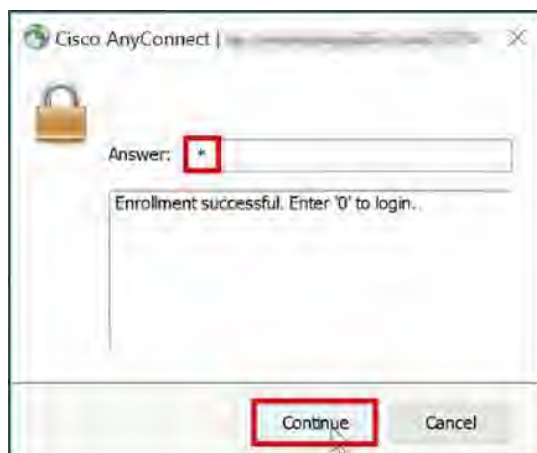 Cisco AnyConnect |
Answer: *
Enrollment successful. Enter '0' to login.
Continue
Cancel